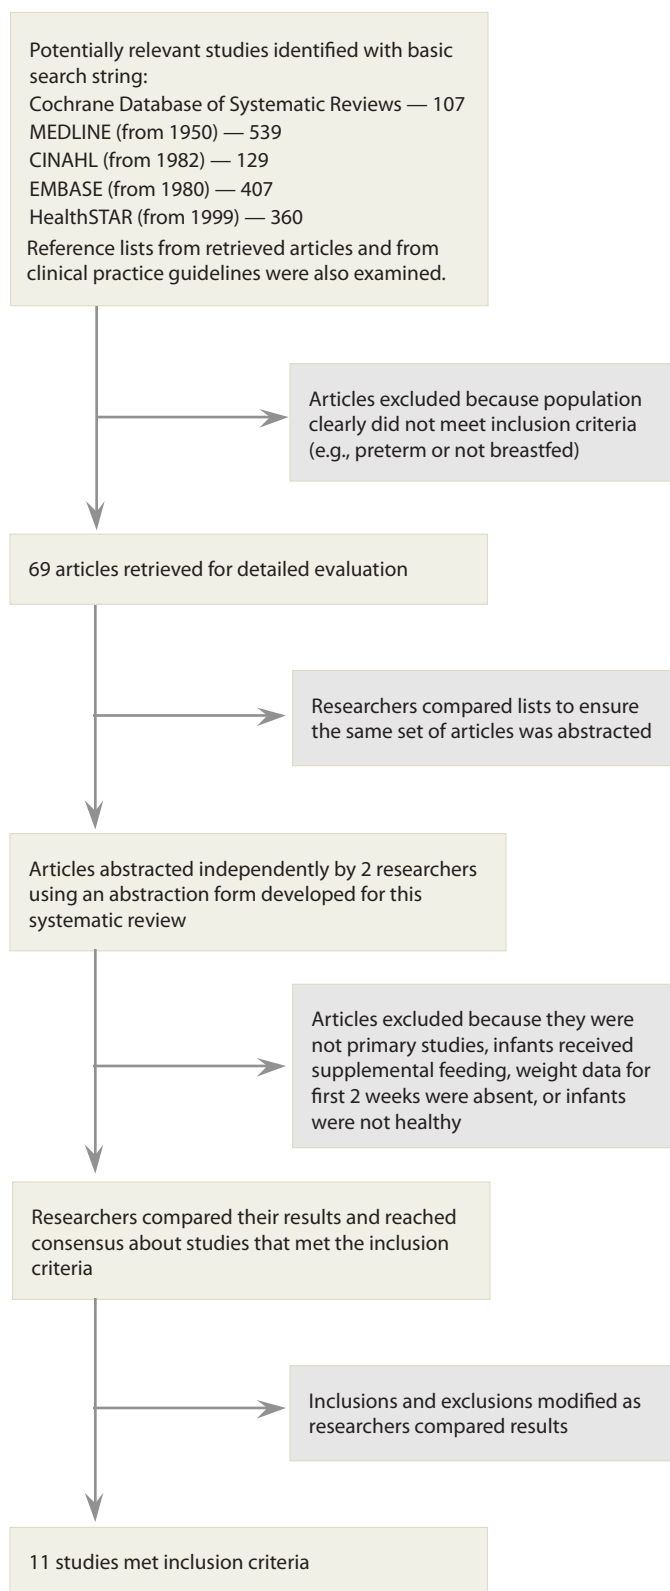 Potentially relevant studies identified with basic
search string:
Cochrane Database of Systematic Reviews — 107
MEDLINE (from 1950) — 539
CINAHL (from 1982) — 129
EMBASE (from 1980) — 407
HealthSTAR (from 1999) — 360
Reference lists from retrieved articles and from
clinical practice guidelines were also examined.
Articles excluded because population
clearly did not meet inclusion criteria
(e.g., preterm or not breastfed)
69 articles retrieved for detailed evaluation
Researchers compared lists to ensure
the same set of articles was abstracted
Articles abstracted independently by 2 researchers
using an abstraction form developed for this
systematic review
Articles excluded because they were
not primary studies, infants received
supplemental feeding, weight data for
first 2 weeks were absent, or infants
were not healthy
Researchers compared their results and reached
consensus about studies that met the inclusion
criteria
Inclusions and exclusions modified as
researchers compared results
11 studies met inclusion criteria